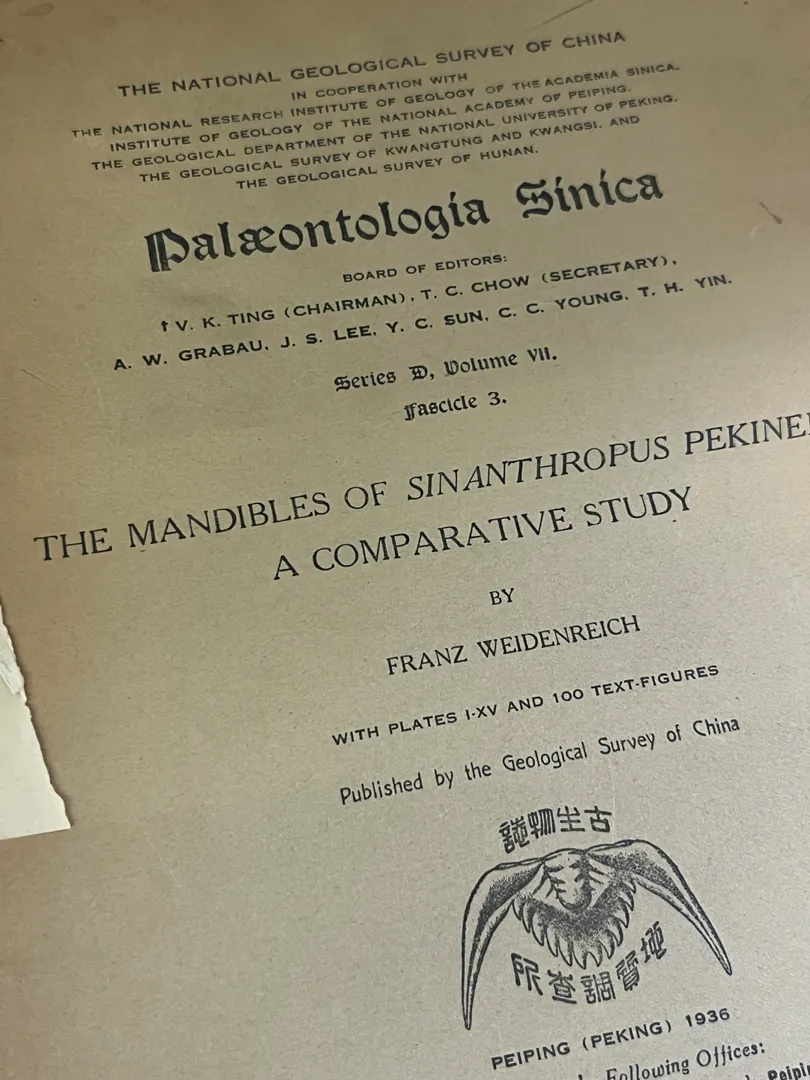 THE NATIONAL GEOLOGICAL SURVEY OF CHINA
IN COOPERATION WITH
THE NATIONAL RESEARCH INSTITUTE OF GEOLOGY OF THE ACADEMIA SINICA.
INSTITUTE OF GEOLOGY OF THE NATIONAL ACADEMY OF PEIPING.
THE GEOLOGICAL DEPARTMENT OF THE NATIONAL UNIVERSITY OF PEKING.
THE GEOLOGICAL SURVEY OF KWANGTUNG AND KWANGSI. AND
THE GEOLOGICAL SURVEY OF HUNAN.
Palæontologia Sinica
BOARD OF EDITORS:
† V. K. TING (CHAIRMAN), T. C. CHOW (SECRETARY),
A. W. GRABAU, J. S. LEE, Y. C. SUN, C. C. YOUNG, T. H. YIN.
Series D, Volume VII.
Fascicle 3.
THE MANDIBLES OF SINANTHROPUS PEKINE
A COMPARATIVE STUDY
BY
FRANZ WEIDENREICH
WITH PLATES I-XV AND 100 TEXT-FIGURES
Published by the Geological Survey of China
古生物誌
地質調查所
PEIPING (PEKING) 1936
Following Offices: